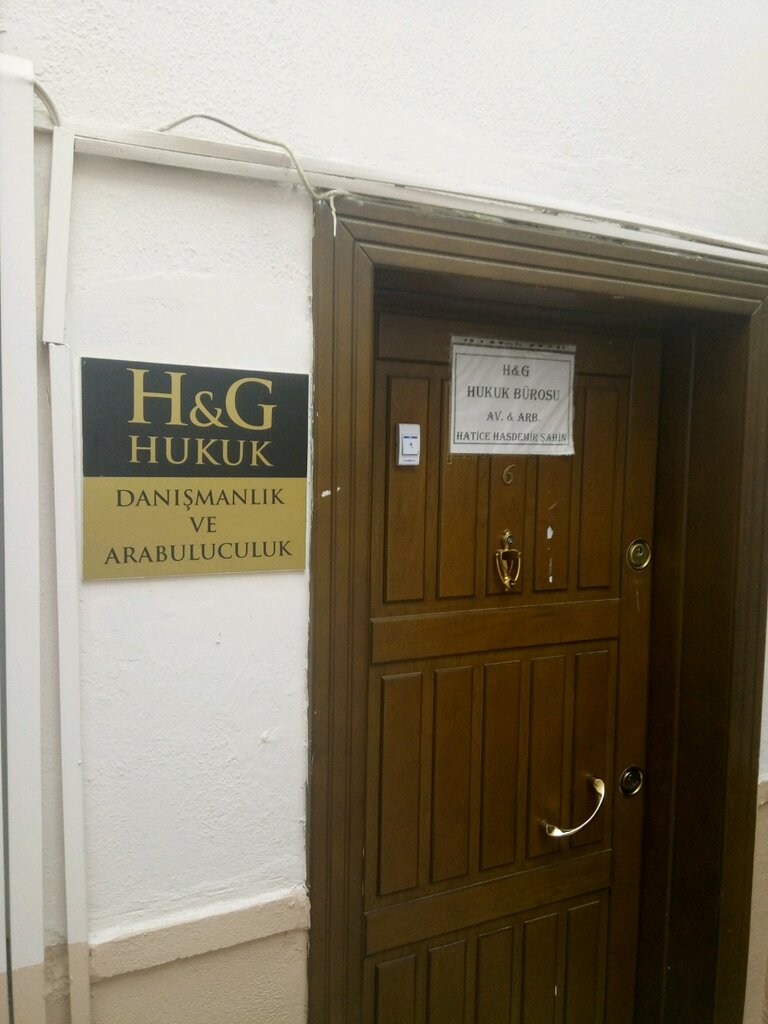 H&G
HUKUK
DANIŞMANLIK
VE
ARABULUCULUK
H&G
HUKUK BÜROSU
AV. & ARB.
HATİCE HASDEMİR ŞAHİN
6